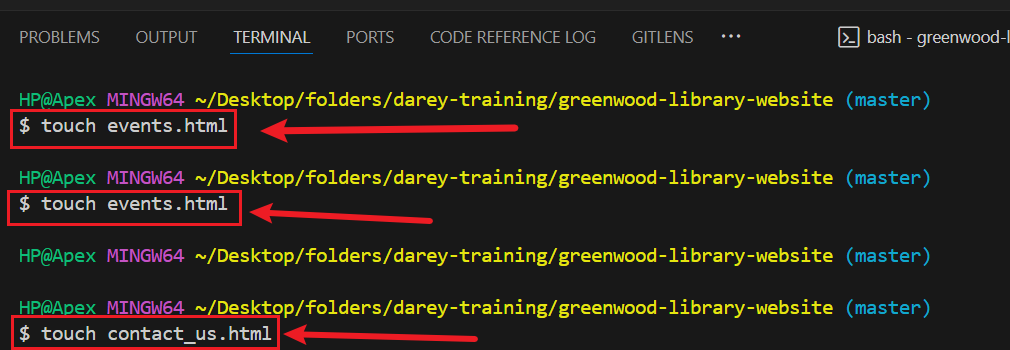 PROBLEMS OUTPUT TERMINAL PORTS CODE REFERENCE LOG GITLENS ··· bash - greenwood-l
HP@Apex MINGW64 ~/Desktop/folders/darey-training/greenwood-library-website (master)
$ touch events.html
HP@Apex MINGW64 ~/Desktop/folders/darey-training/greenwood-library-website (master)
$ touch events.html
HP@Apex MINGW64 ~/Desktop/folders/darey-training/greenwood-library-website (master)
HP@Apex MINGW64 ~/Desktop/folders/darey-training/greenwood-library-website (master)
$ touch contact_us.html